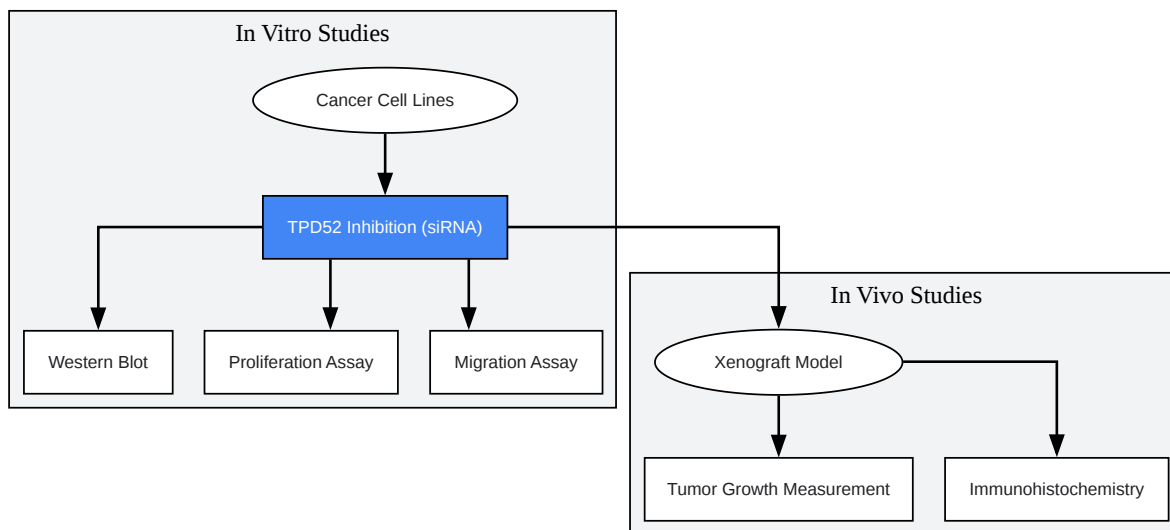 In Vitro Studies
Cancer Cell Lines
TPD52 Inhibition (siRNA)
Western Blot
Proliferation Assay
Migration Assay
In Vivo Studies
Xenograft Model
Tumor Growth Measurement
Immunohistochemistry